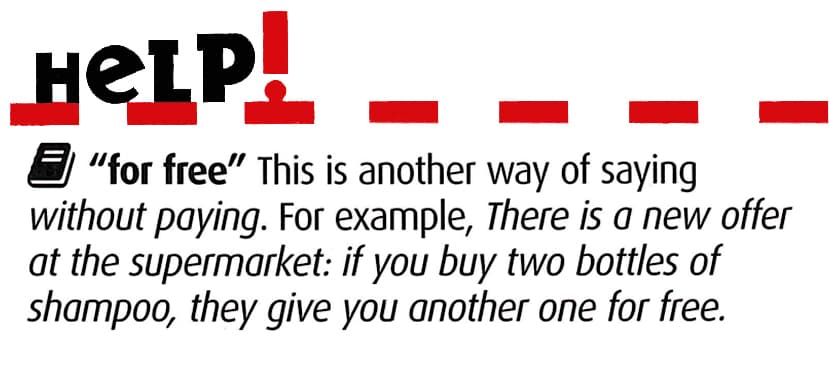 HeLP!
"for free" This is another way of saying
without paying. For example, There is a new offer
at the supermarket: if you buy two bottles of
shampoo, they give you another one for free.